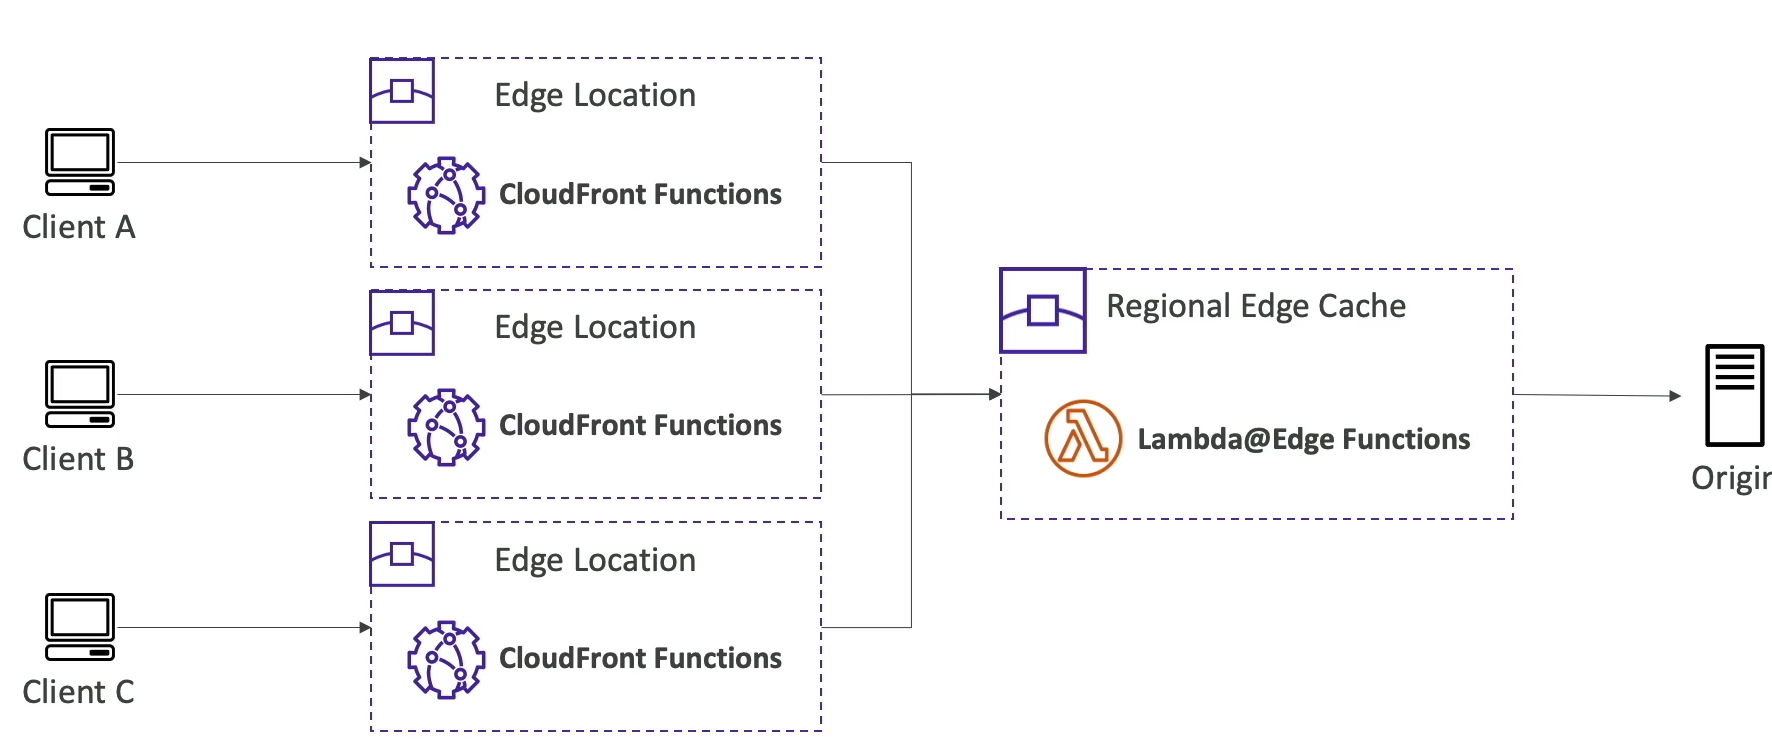 Edge Location
CloudFront Functions
Client A
Edge Location
CloudFront Functions
Client B
Edge Location
CloudFront Functions
Client C
Regional Edge Cache
Lambda@Edge Functions
Origin